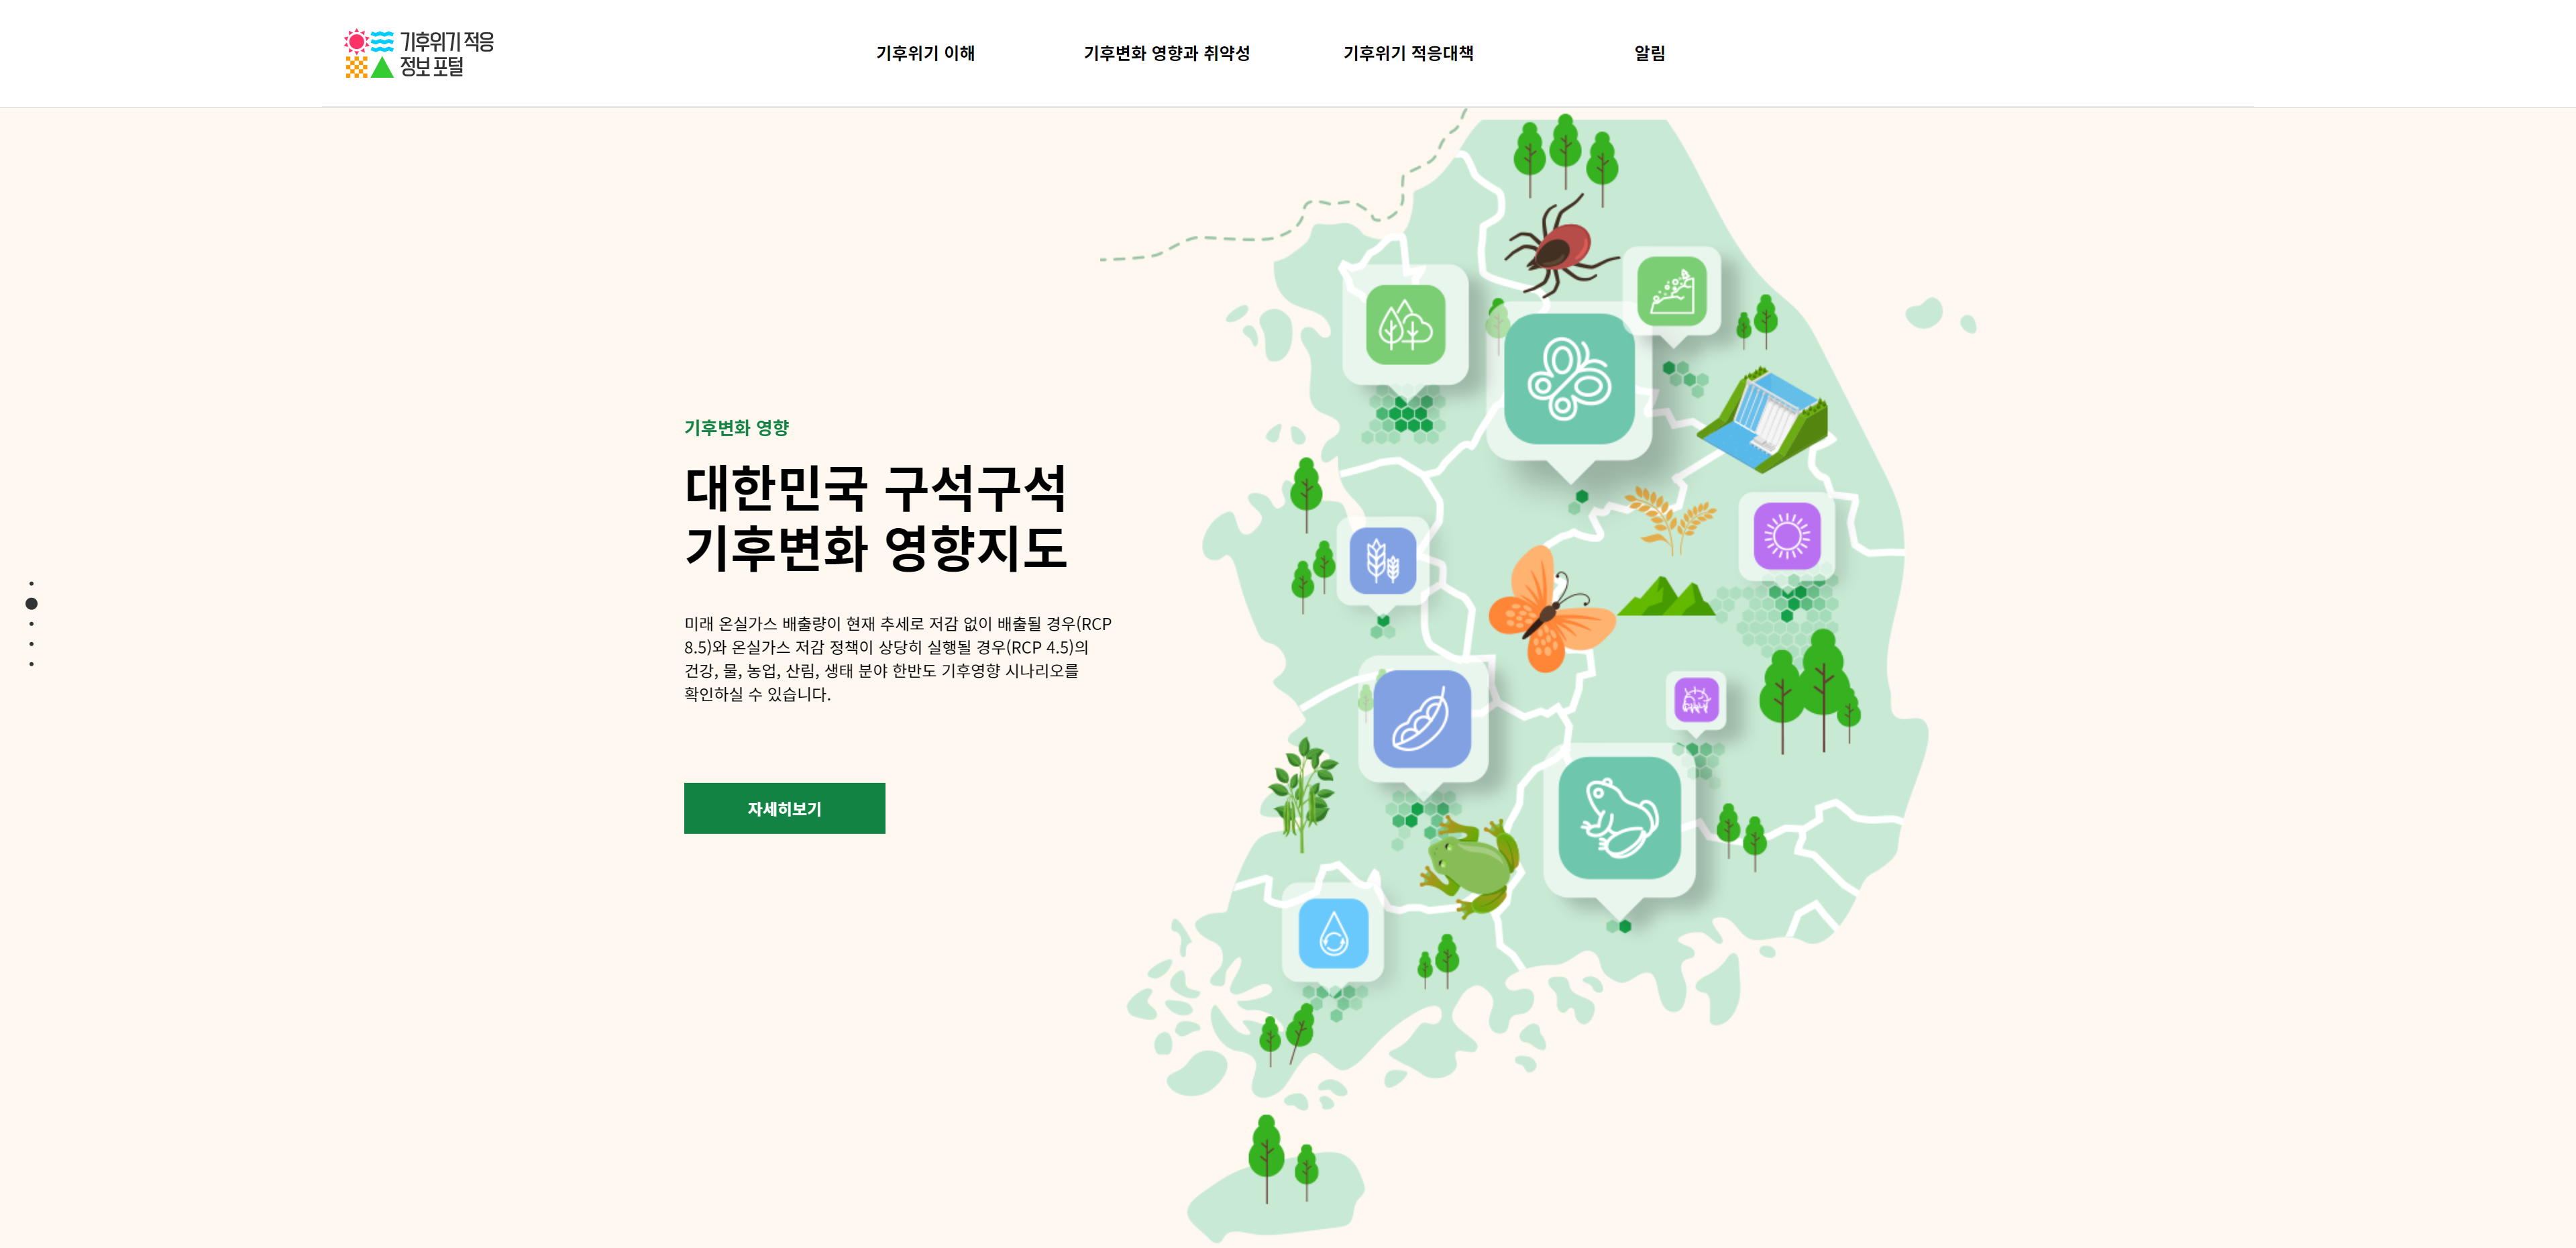 기후위기 적응
정보 포털
기후위기 이해
기후변화 영향과 취약성
기후위기 적응대책
알림
기후변화 영향
대한민국 구석구석
기후변화 영향지도
미래 온실가스 배출량이 현재 추세로 저감 없이 배출될 경우(RCP
8.5)와 온실가스 저감 정책이 상당히 실행될 경우(RCP 4.5)의
건강, 물, 농업, 산림, 생태 분야 한반도 기후영향 시나리오를
확인하실 수 있습니다.
자세히보기